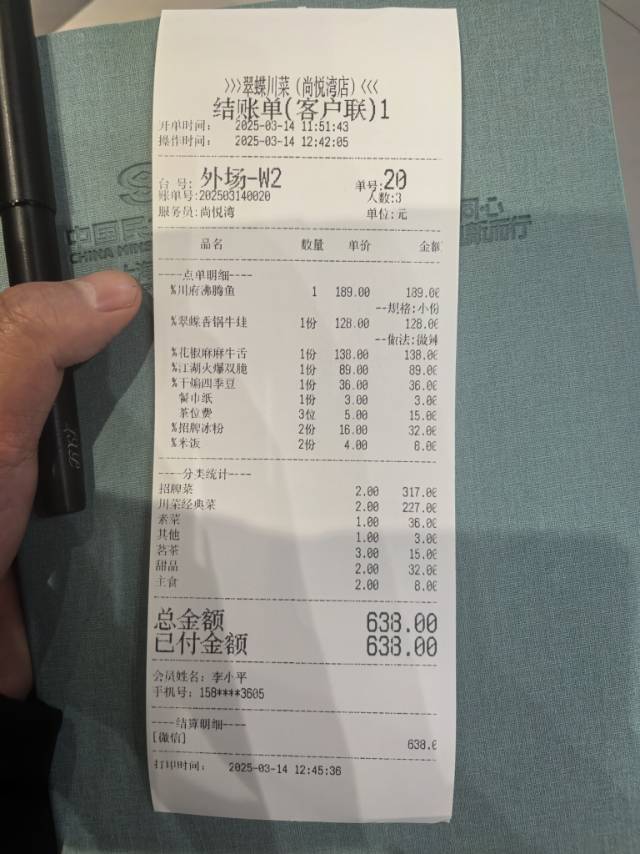 >>>翠蝶川菜(尚悦湾店)<<<
结账单(客户联)1
开单时间: 2025-03-14 11:51:43
操作时间: 2025-03-14 12:42:05
台 号: 外场-W2 单号:20
账单号:202503140020 人数:3
服务员:尚悦湾 单位:元
品名 数量 单价 金额
----点单明细----
%川府沸腾鱼 1 189.00 189.00
--规格:小份
%翠蝶香锅牛蛙 1份 128.00 128.00
--做法:微辣
%花椒麻麻牛舌 1份 138.00 138.00
%江湖火爆双脆 1份 89.00 89.00
%干煸四季豆 1份 36.00 36.00
餐巾纸 1份 3.00 3.00
茶位费 3位 5.00 15.00
%招牌冰粉 2份 16.00 32.00
%米饭 2份 4.00 8.00
----分类统计----
招牌菜 2.00 317.00
川菜经典菜 2.00 227.00
素菜 1.00 36.00
其他 1.00 3.00
茗茶 3.00 15.00
甜品 2.00 32.00
主食 2.00 8.00
总金额 638.00
已付金额 638.00
会员姓名: 李小平
手机号: 158****3605
----结算明细----
[微信] 638.0
打印时间: 2025-03-14 12:45:36
中国民
CHINA MINS
同心
而行